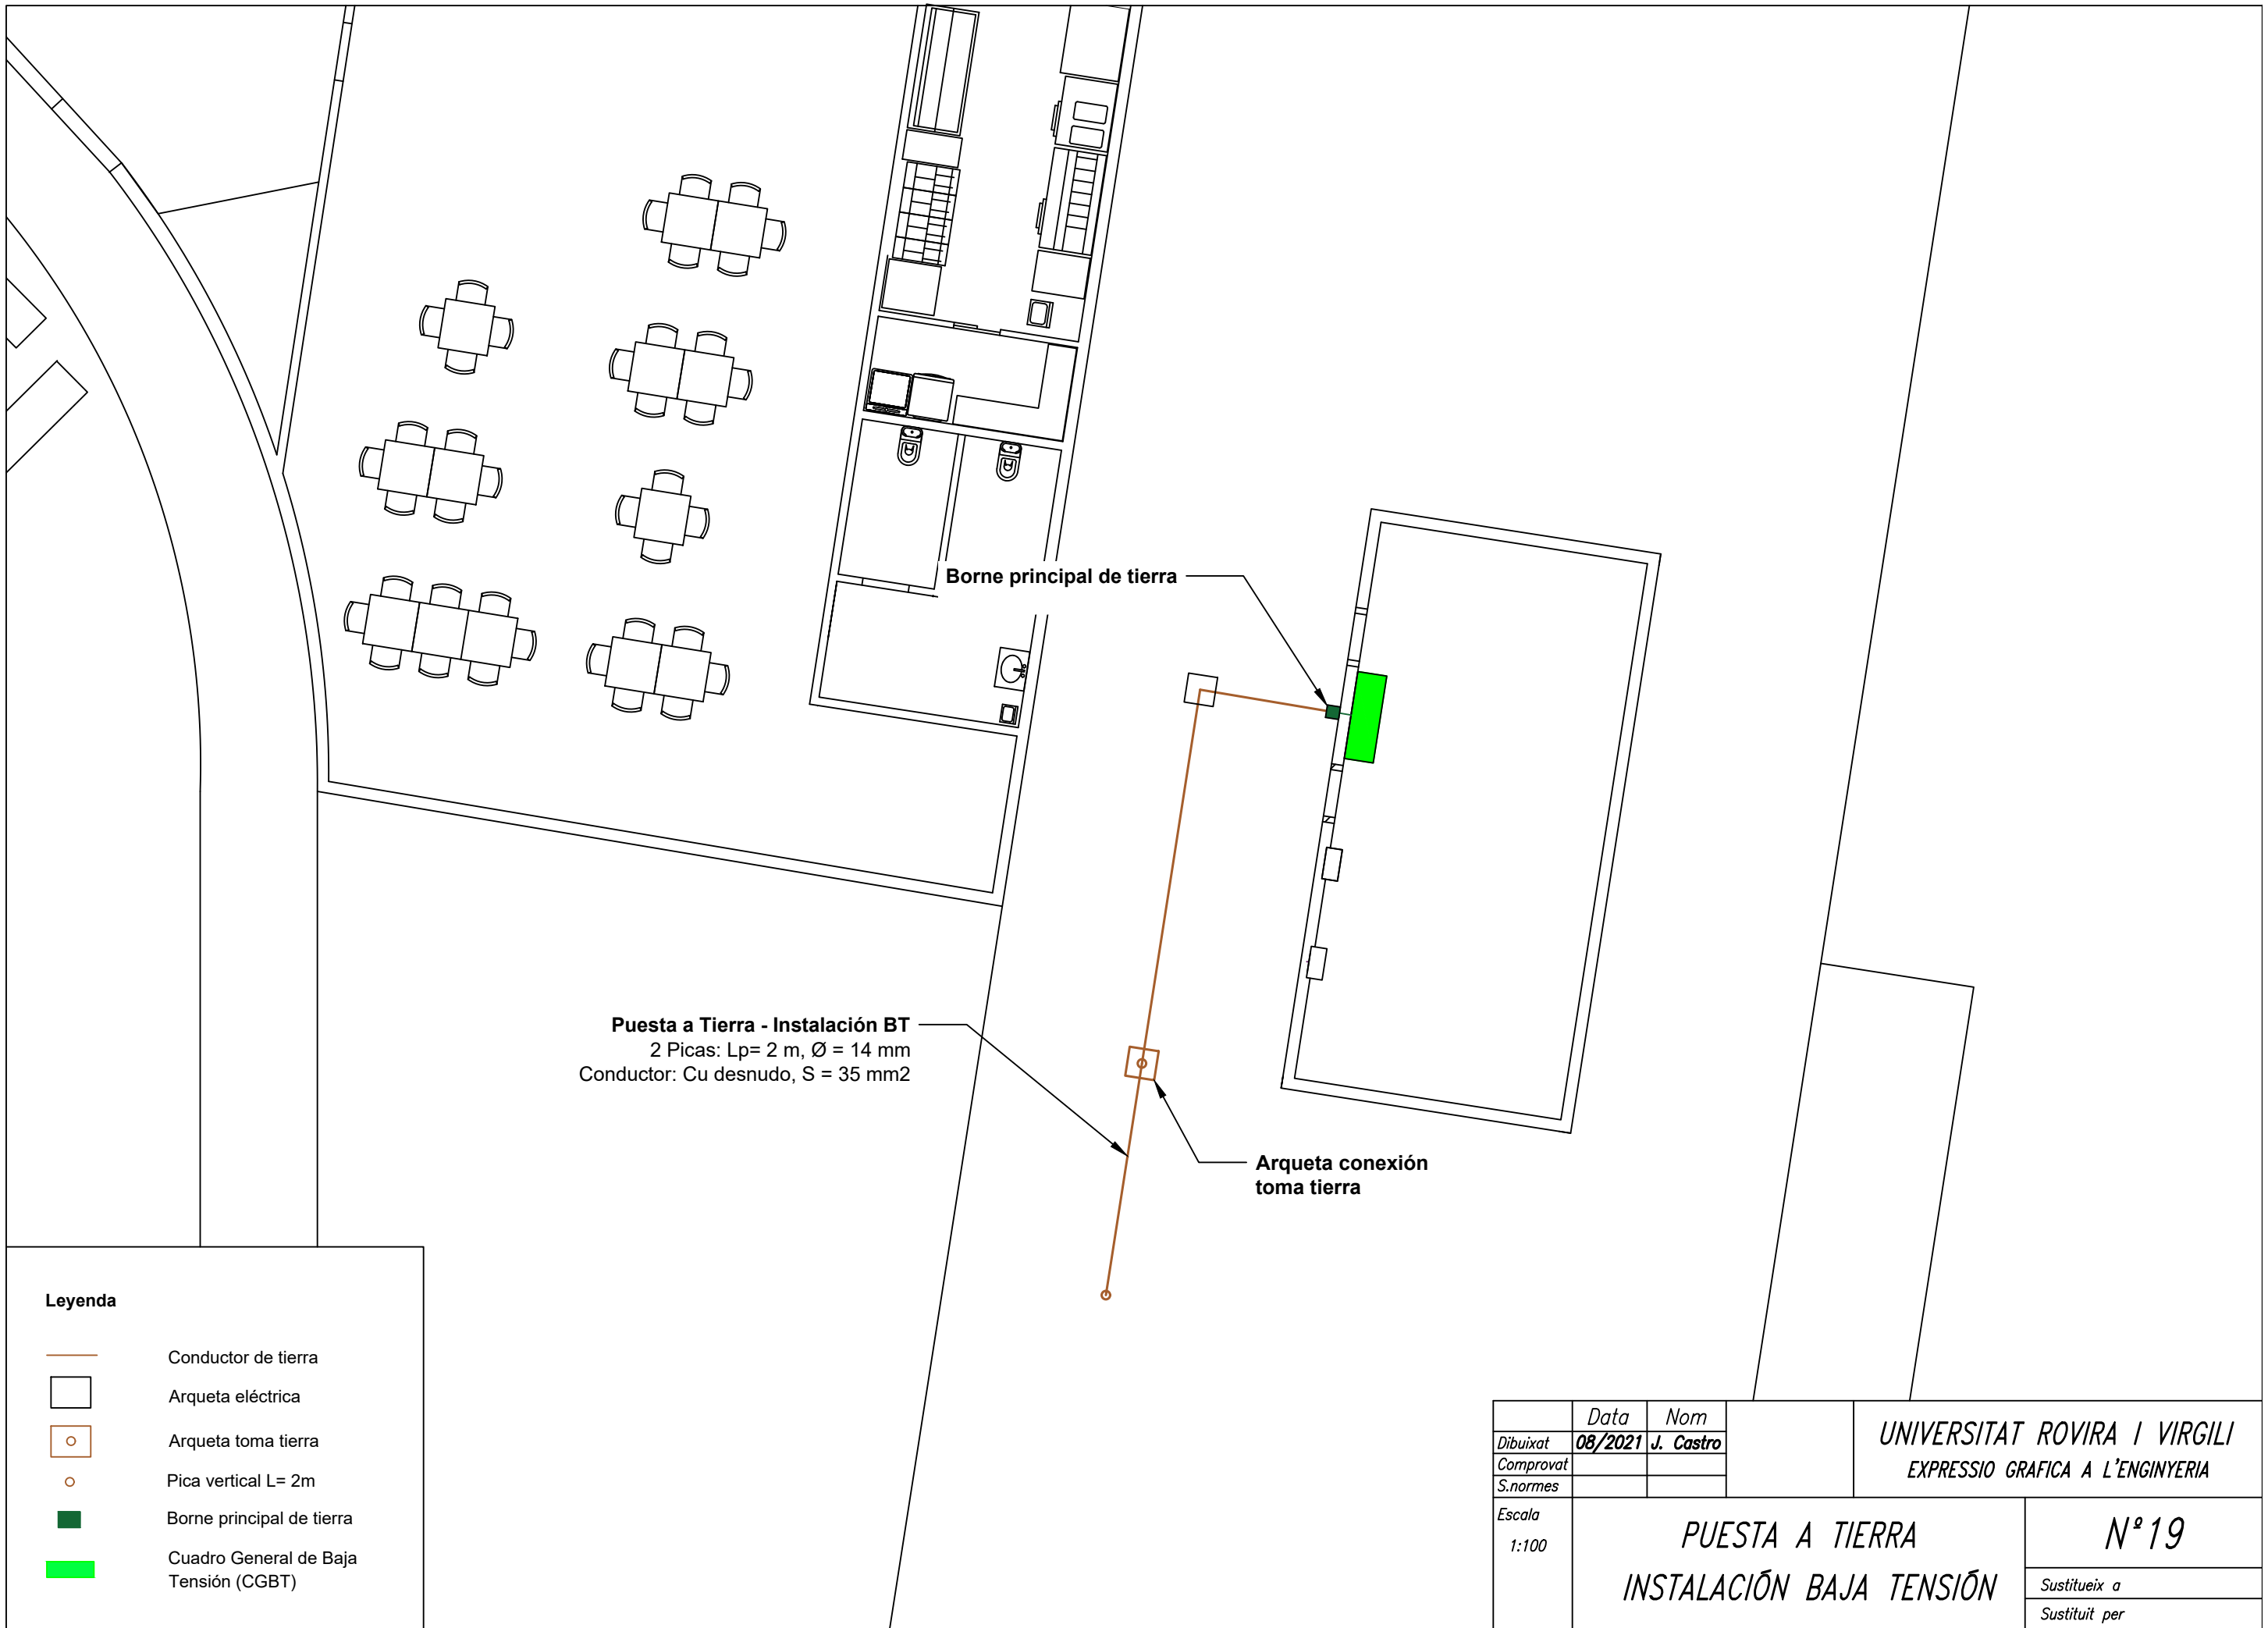 Borne principal de tierra
Puesta a Tierra - Instalación BT
2 Picas: Lp= 2 m, Ø = 14 mm
Conductor: Cu desnudo, S = 35 mm2
Arqueta conexión
toma tierra
Leyenda
Conductor de tierra
Arqueta eléctrica
Arqueta toma tierra
Pica vertical L= 2m
Borne principal de tierra
Cuadro General de Baja
Tensión (CGBT)
Data Nom
Dibuixat 08/2021 J. Castro
Comprovat
S.normes
UNIVERSITAT ROVIRA I VIRGILI
EXPRESSIO GRAFICA A L'ENGINYERIA
Escala
1:100
PUESTA A TIERRA
INSTALACIÓN BAJA TENSIÓN
Nº19
Sustitueix a
Sustituit per